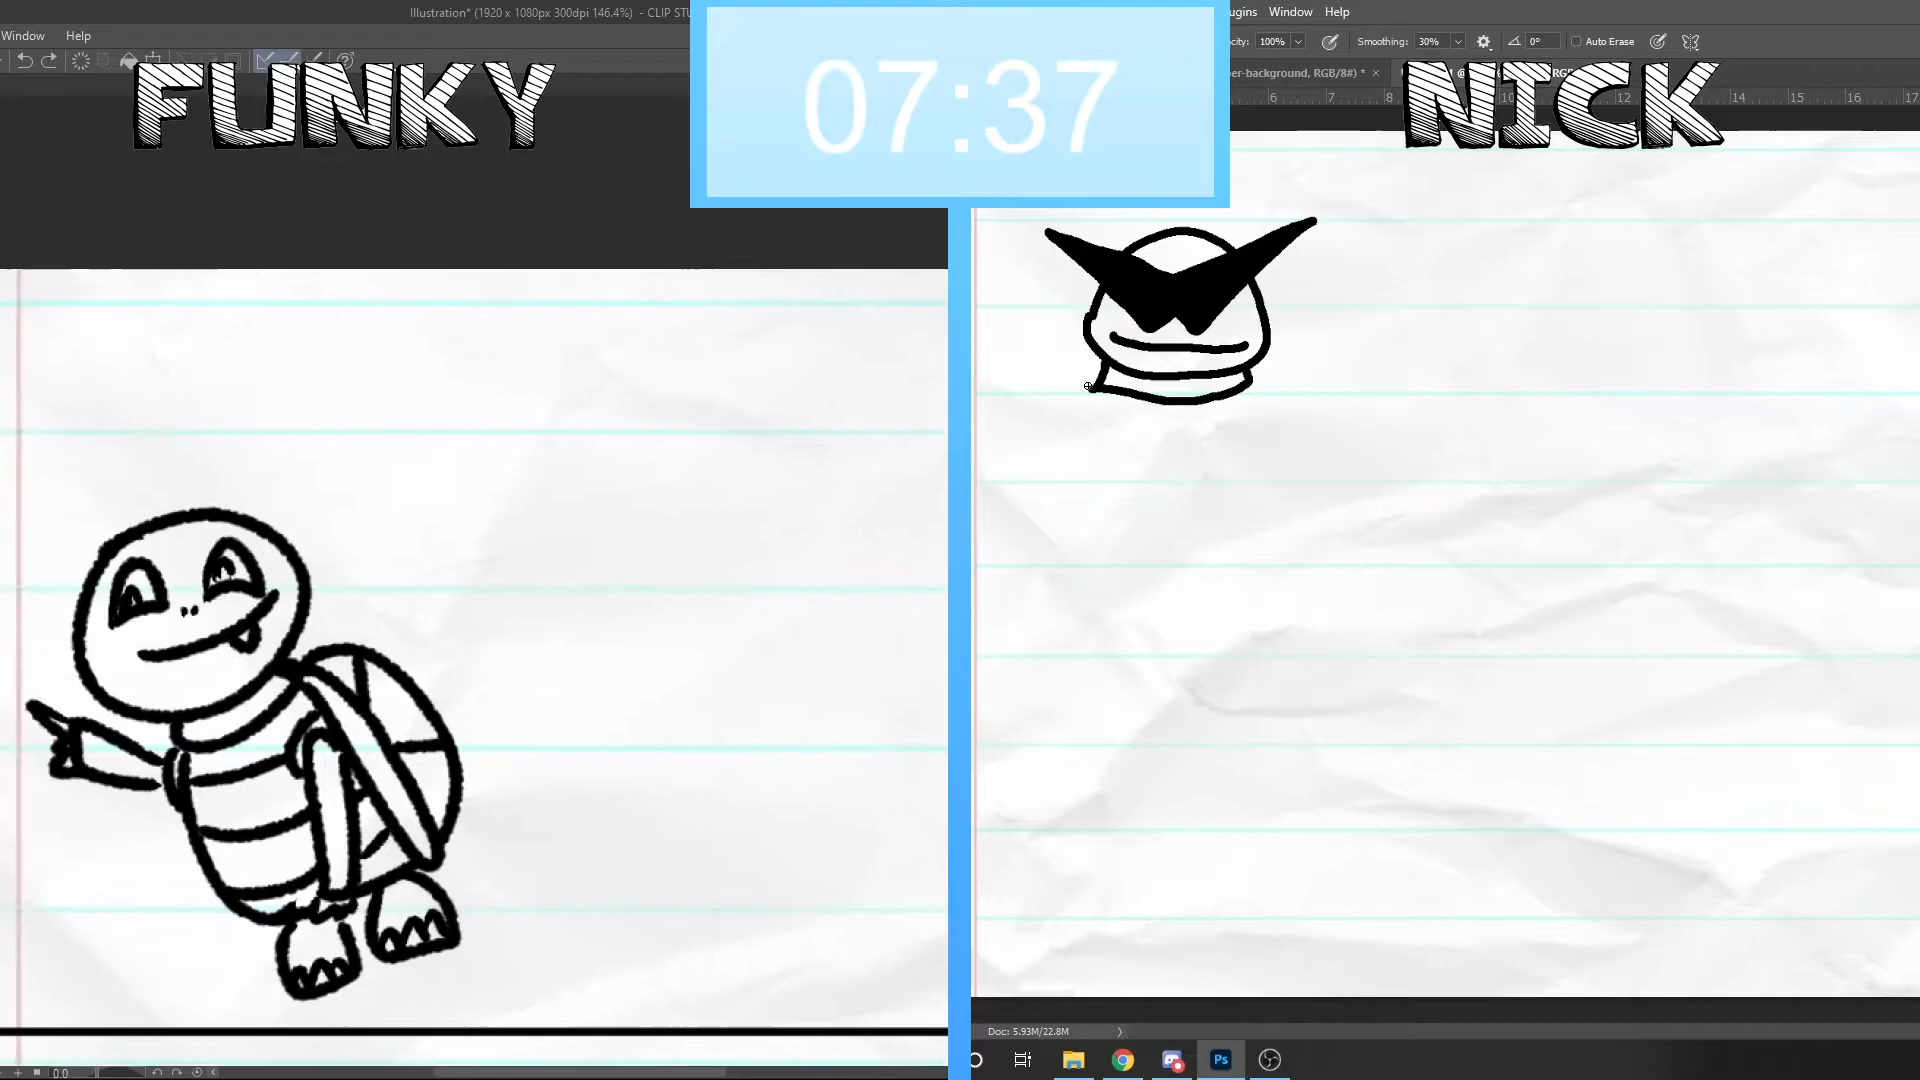 Illustration* (1920 x 1080px 300dpi 146.4%) - CLIP STU
Window Help
FUNKY
07:37
ugins Window Help
city: 100% Smoothing: 30% 0° Auto Erase
per-background, RGB/8#) * ×
6 7 8 10 12 14 15 16 17
NICK
Doc: 5.93M/22.8M
Ps
0.0